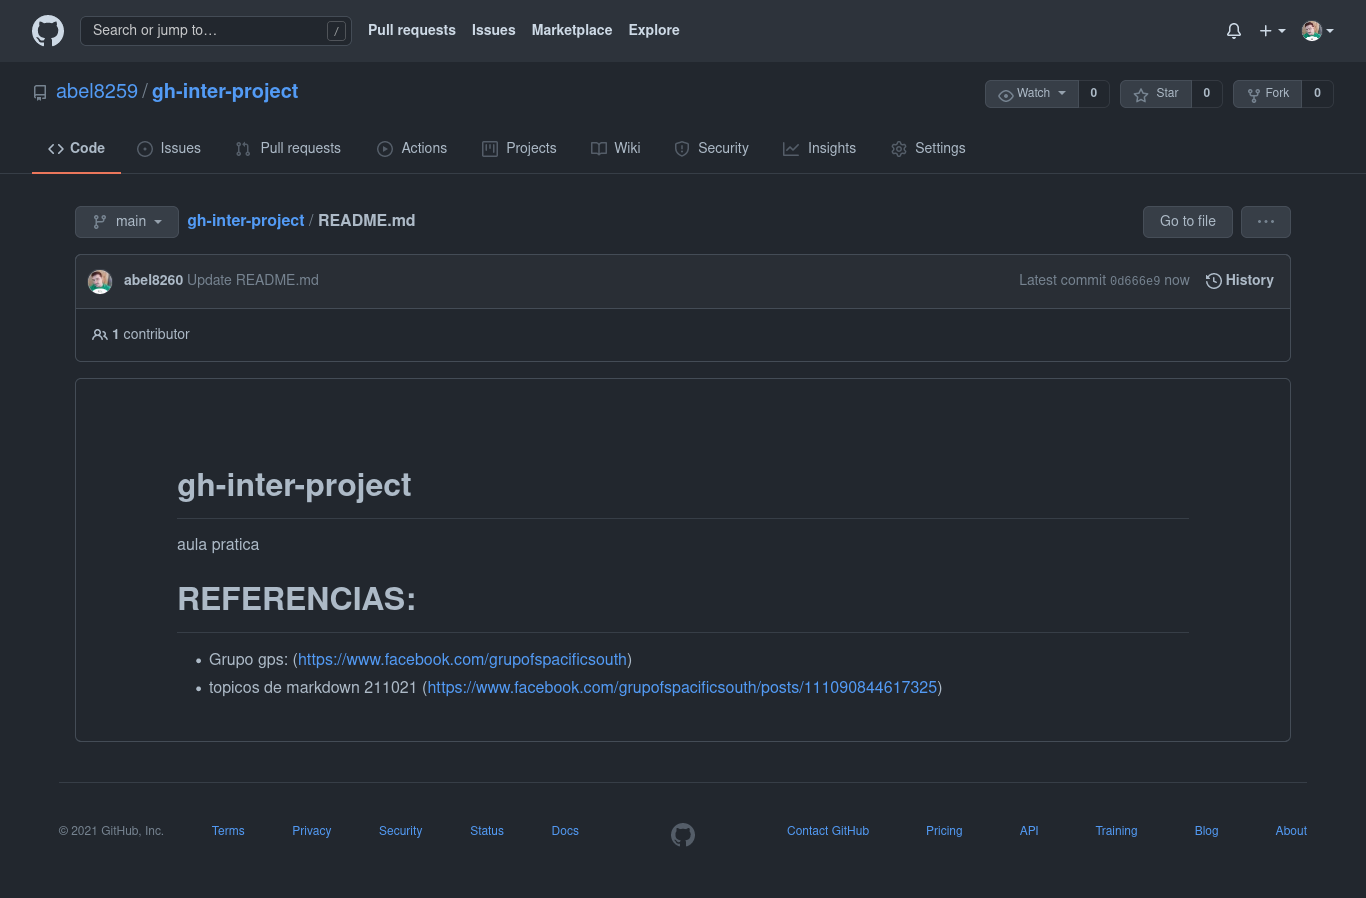 Search or jump to… /
Pull requests Issues Marketplace Explore
abel8259 / gh-inter-project
Watch 0 Star 0 Fork 0
Code Issues Pull requests Actions Projects Wiki Security Insights Settings
main gh-inter-project / README.md Go to file ...
abel8260 Update README.md Latest commit 0d666e9 now History
1 contributor
gh-inter-project
aula pratica
REFERENCIAS:
• Grupo gps: (https://www.facebook.com/grupofspacificsouth)
• topicos de markdown 211021 (https://www.facebook.com/grupofspacificsouth/posts/111090844617325)
© 2021 GitHub, Inc. Terms Privacy Security Status Docs Contact GitHub Pricing API Training Blog About